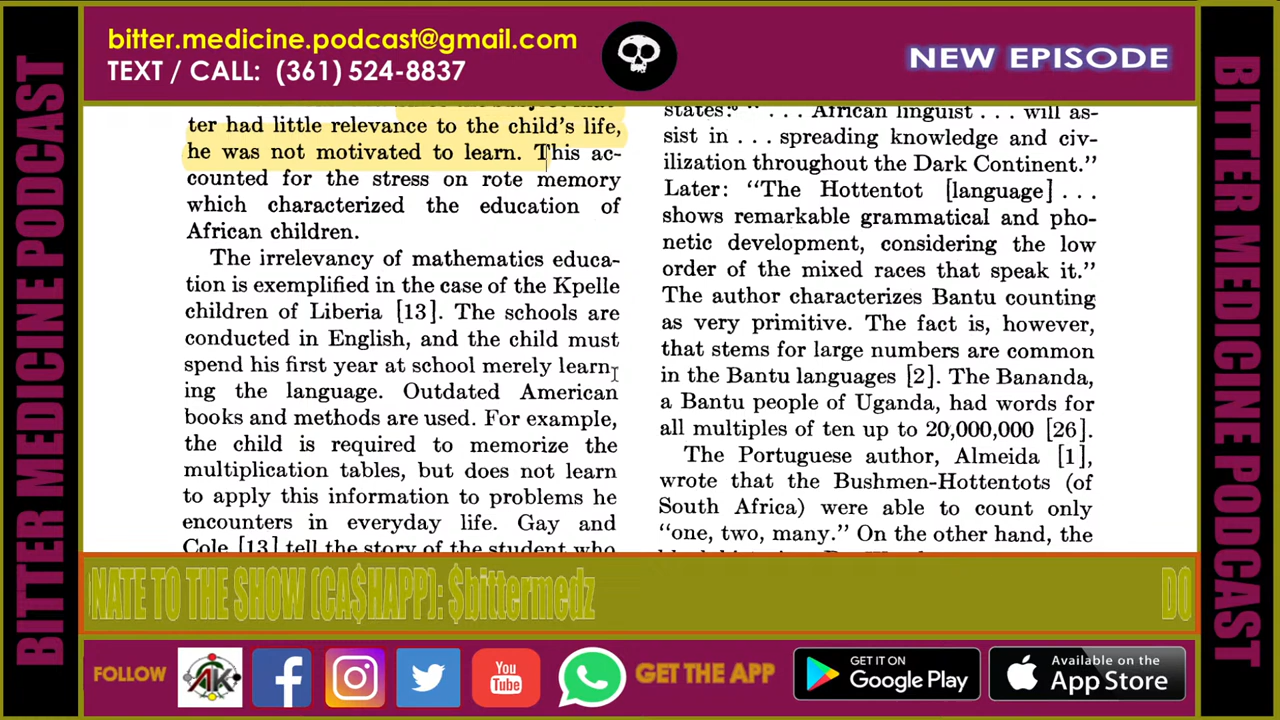 bitter.medicine.podcast@gmail.com
TEXT / CALL: (361) 524-8837
NEW EPISODE
BITTER MEDICINE PODCAST
ter had little relevance to the child's life,
he was not motivated to learn. This ac-
counted for the stress on rote memory
which characterized the education of
African children.
The irrelevancy of mathematics educa-
tion is exemplified in the case of the Kpelle
children of Liberia [13]. The schools are
conducted in English, and the child must
spend his first year at school merely learn-
ing the language. Outdated American
books and methods are used. For example,
the child is required to memorize the
multiplication tables, but does not learn
to apply this information to problems he
encounters in everyday life. Gay and
Cole [13] tell the story of the student who
states:⁸ " . . . African linguist . . . will as-
sist in . . . spreading knowledge and civ-
ilization throughout the Dark Continent."
Later: "The Hottentot [language] . . .
shows remarkable grammatical and pho-
netic development, considering the low
order of the mixed races that speak it."
The author characterizes Bantu counting
as very primitive. The fact is, however,
that stems for large numbers are common
in the Bantu languages [2]. The Bananda,
a Bantu people of Uganda, had words for
all multiples of ten up to 20,000,000 [26].
The Portuguese author, Almeida [1],
wrote that the Bushmen-Hottentots (of
South Africa) were able to count only
"one, two, many." On the other hand, the
BITTER MEDICINE PODCAST
NATE TO THE SHOW (CA$HAPP): $bittermedz
DO
FOLLOW
ATK
You
Tube
GET THE APP
GET IT ON
Google Play
Available on the
App Store